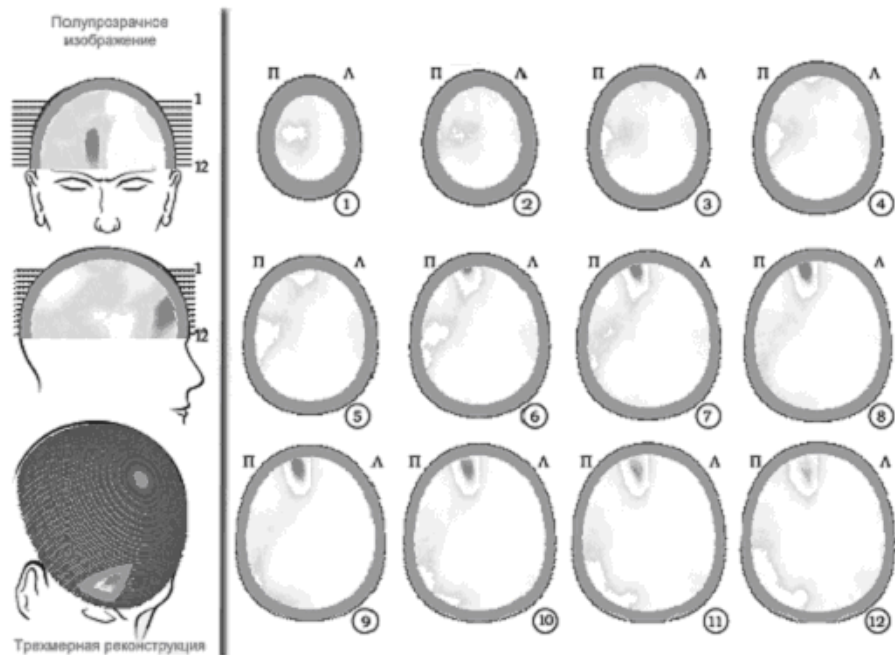 Полупрозрачное
изображение
1
12
1
12
Трехмерная реконструкция
П Л П Л П Л П Л
1 2 3 4
П Л П Л П Л П Л
5 6 7 8
П Л П Л П Л П Л
9 10 11 12